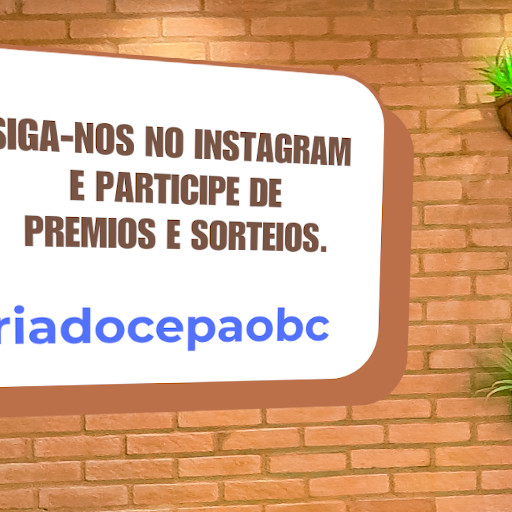 SIGA-NOS NO INSTAGRAM
E PARTICIPE DE
PREMIOS E SORTEIOS.
riadocepaobc